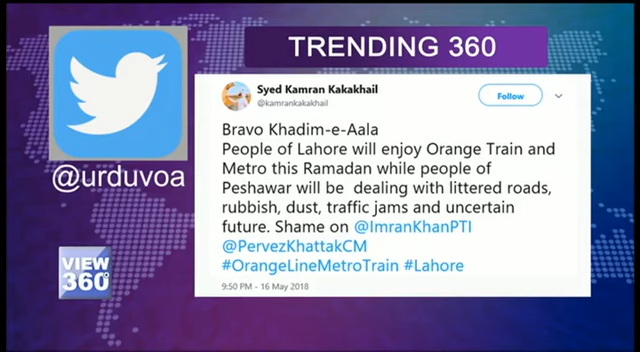 TRENDING 360
@urduvoa
VIEW
360°
Syed Kamran Kakakhail
@kamrankakakhail
Follow
Bravo Khadim-e-Aala
People of Lahore will enjoy Orange Train and
Metro this Ramadan while people of
Peshawar will be dealing with littered roads,
rubbish, dust, traffic jams and uncertain
future. Shame on @ImranKhanPTI
@PervezKhattakCM
#OrangeLineMetroTrain #Lahore
9:50 PM - 16 May 2018